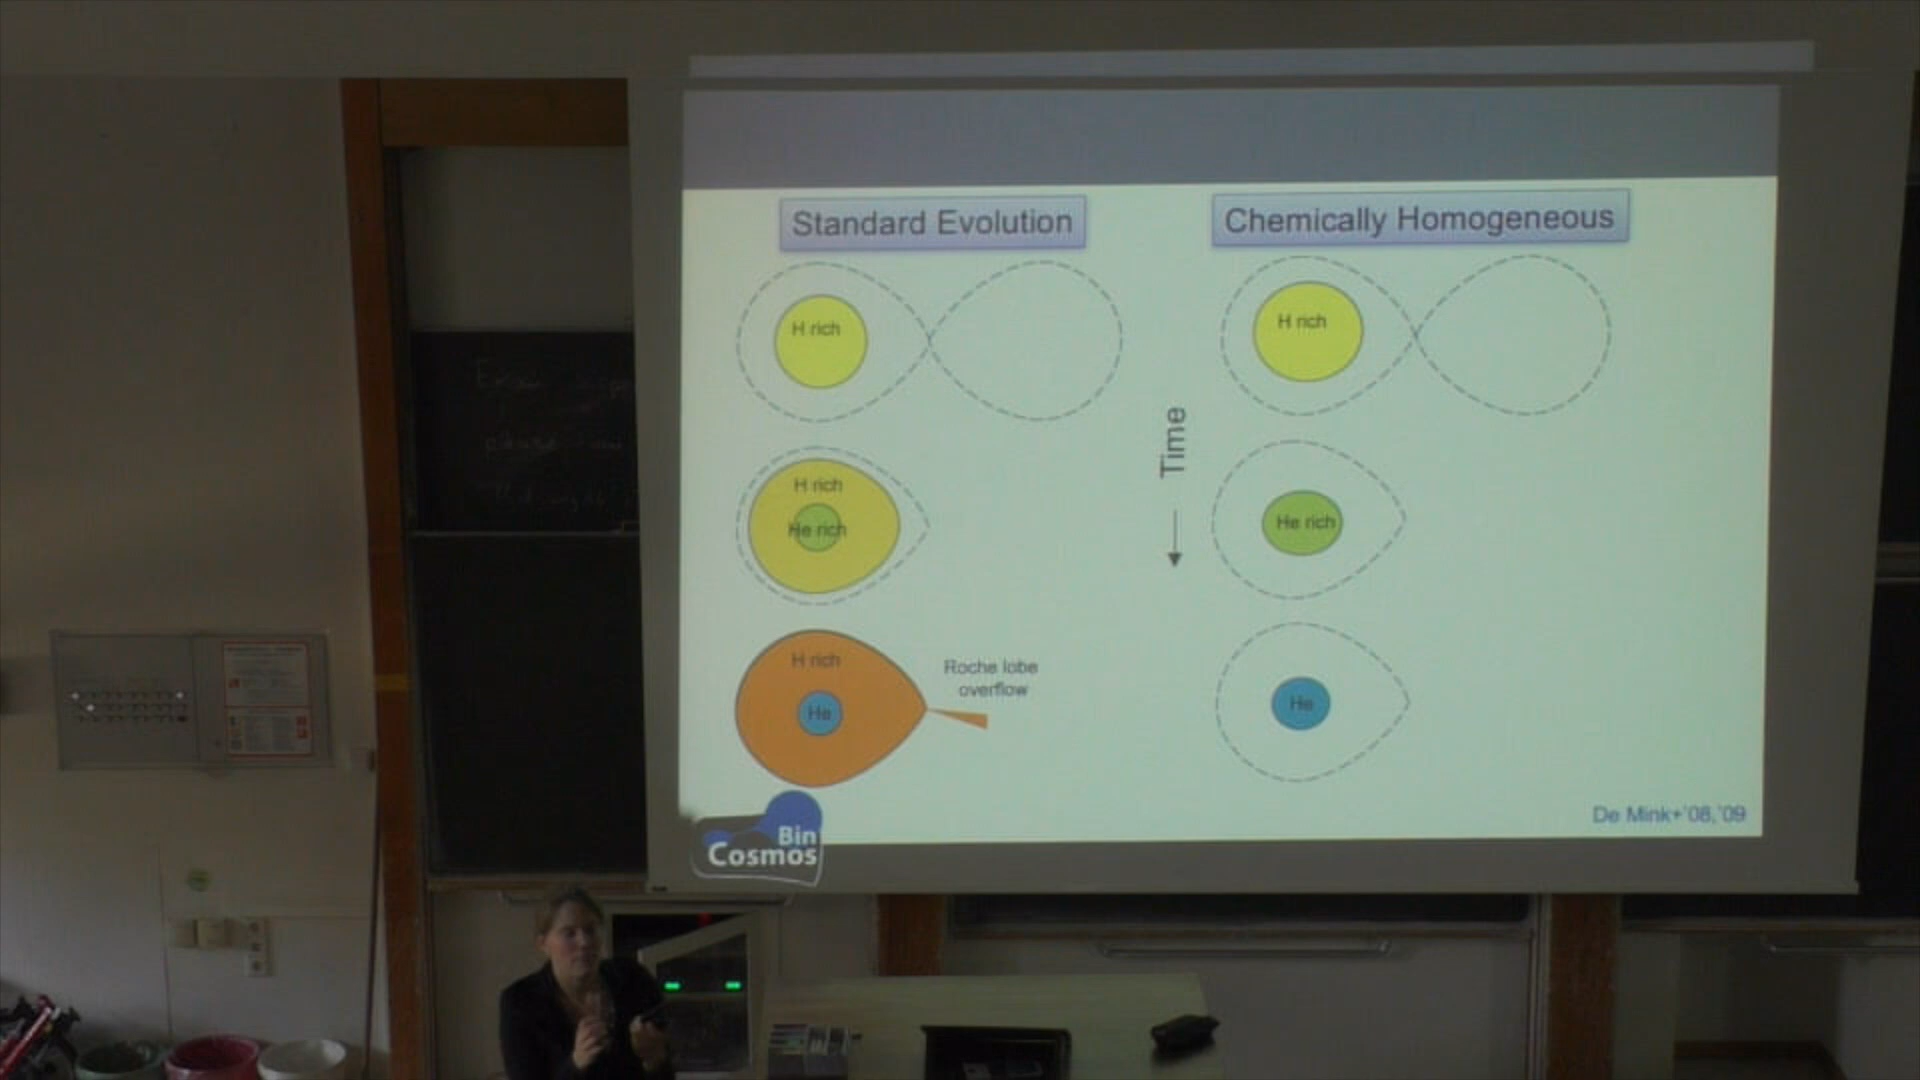 Standard Evolution
Chemically Homogeneous
H rich
H rich
Time
H rich
He rich
He rich
H rich
He
Roche lobe
overflow
He
De Mink+'08,'09
Bin
Cosmos